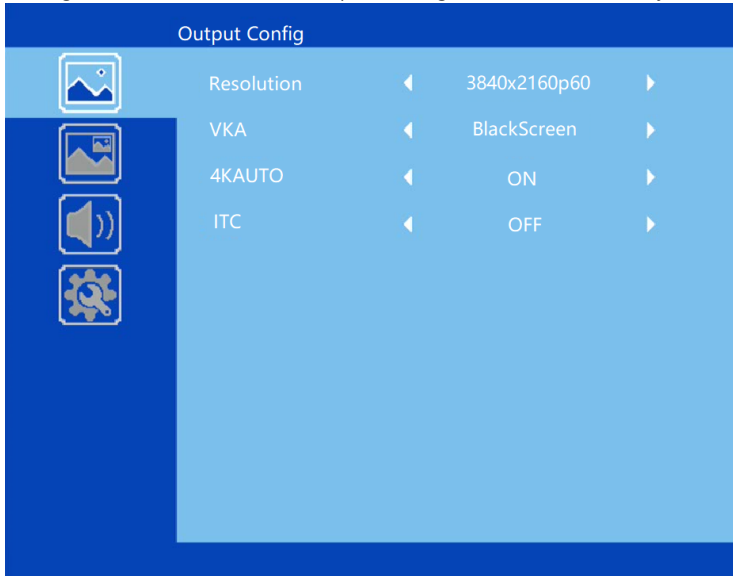 Output Config
Resolution 3840x2160p60
VKA BlackScreen
4KAUTO ON
ITC OFF